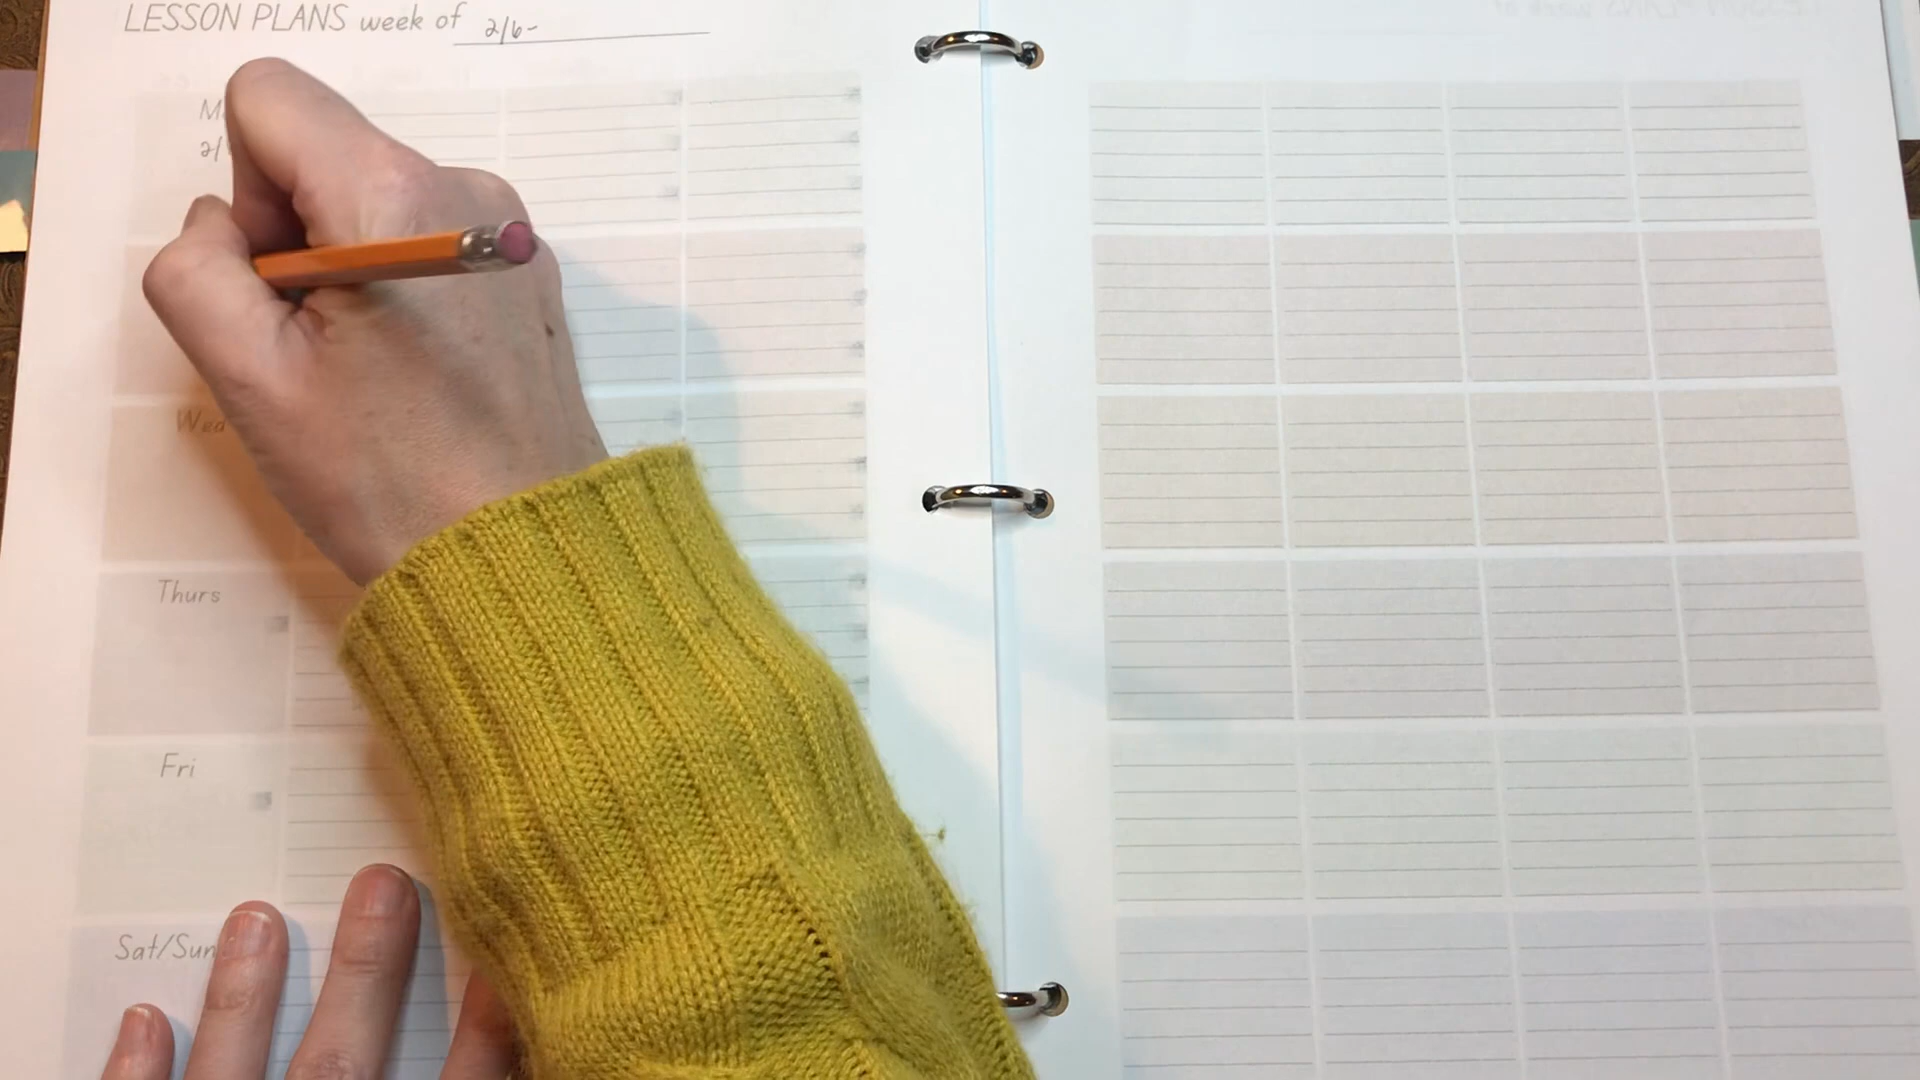 LESSON PLANS week of 2/6-
Wed
Thurs
Fri
Sat/Sun